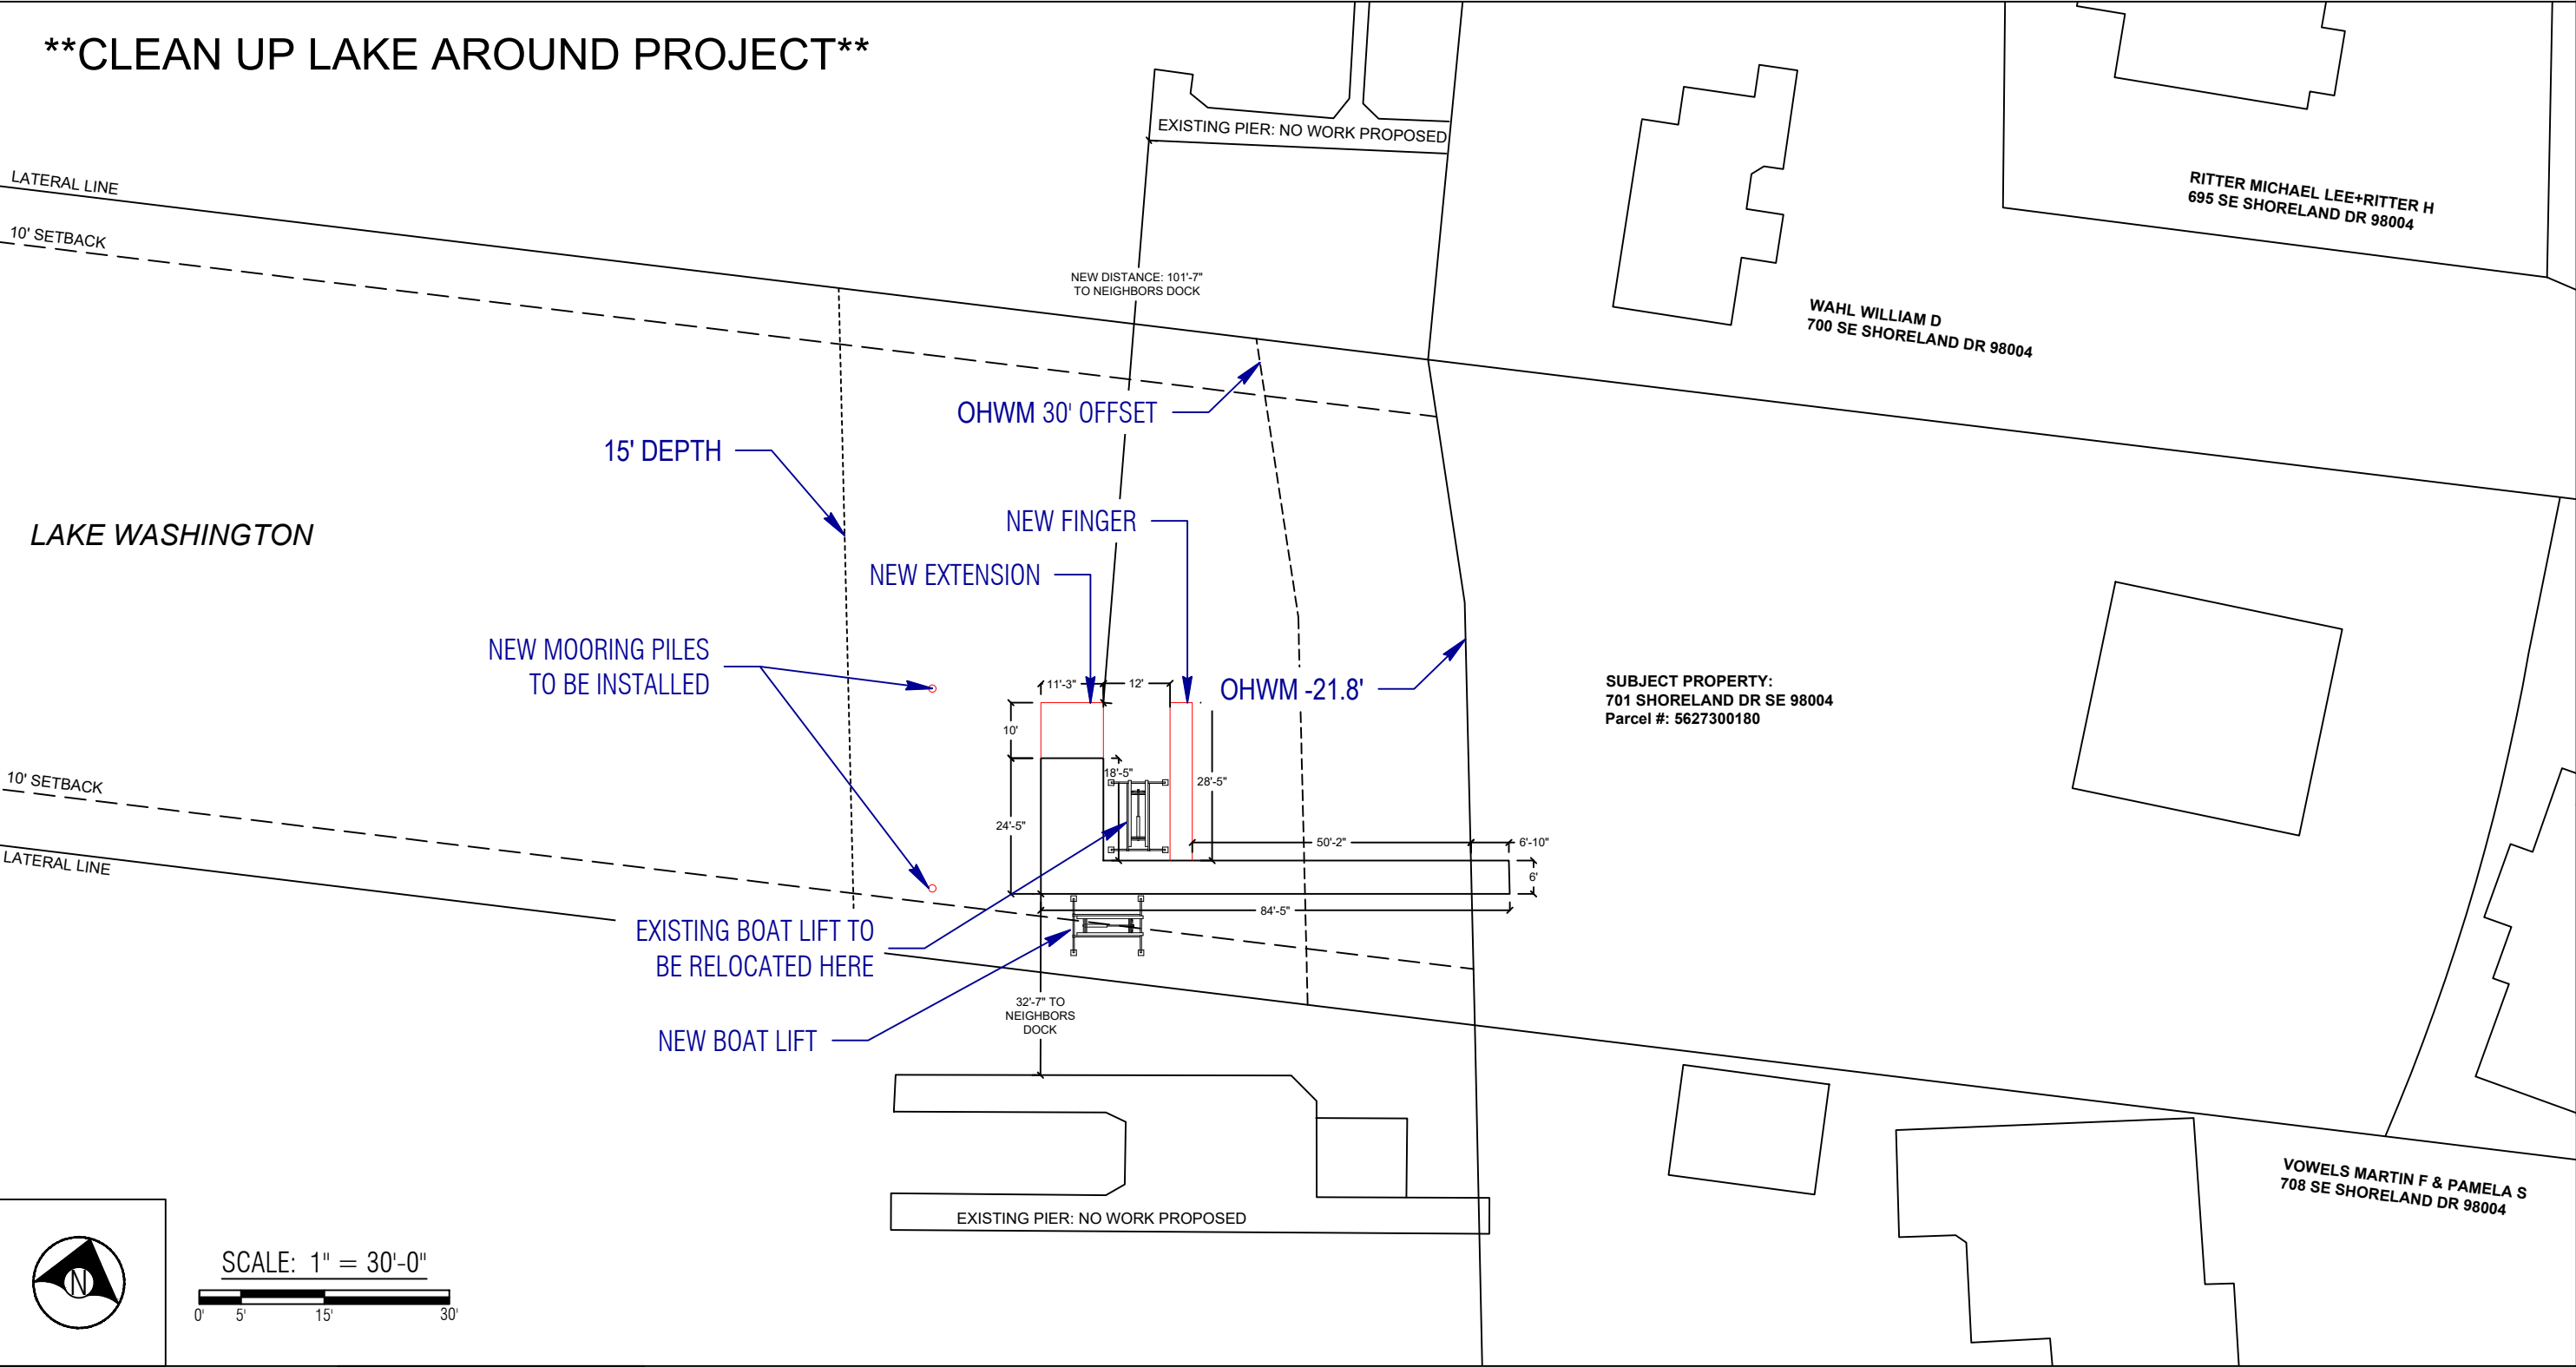 **CLEAN UP LAKE AROUND PROJECT**
EXISTING PIER: NO WORK PROPOSED
LATERAL LINE
10' SETBACK
RITTER MICHAEL LEE+RITTER H
695 SE SHORELAND DR 98004
NEW DISTANCE: 101'-7"
TO NEIGHBORS DOCK
WAHL WILLIAM D
700 SE SHORELAND DR 98004
OHWM 30' OFFSET
15' DEPTH
LAKE WASHINGTON
NEW FINGER
NEW EXTENSION
NEW MOORING PILES
TO BE INSTALLED
11'-3"
12'
OHWM -21.8'
SUBJECT PROPERTY:
701 SHORELAND DR SE 98004
Parcel #: 5627300180
10'
18'-5"
28'-5"
10' SETBACK
24'-5"
50'-2"
6'-10"
LATERAL LINE
6'
84'-5"
EXISTING BOAT LIFT TO
BE RELOCATED HERE
32'-7" TO
NEIGHBORS
DOCK
NEW BOAT LIFT
VOWELS MARTIN F & PAMELA S
708 SE SHORELAND DR 98004
EXISTING PIER: NO WORK PROPOSED
N
SCALE: 1" = 30'-0"
0' 5' 15' 30'